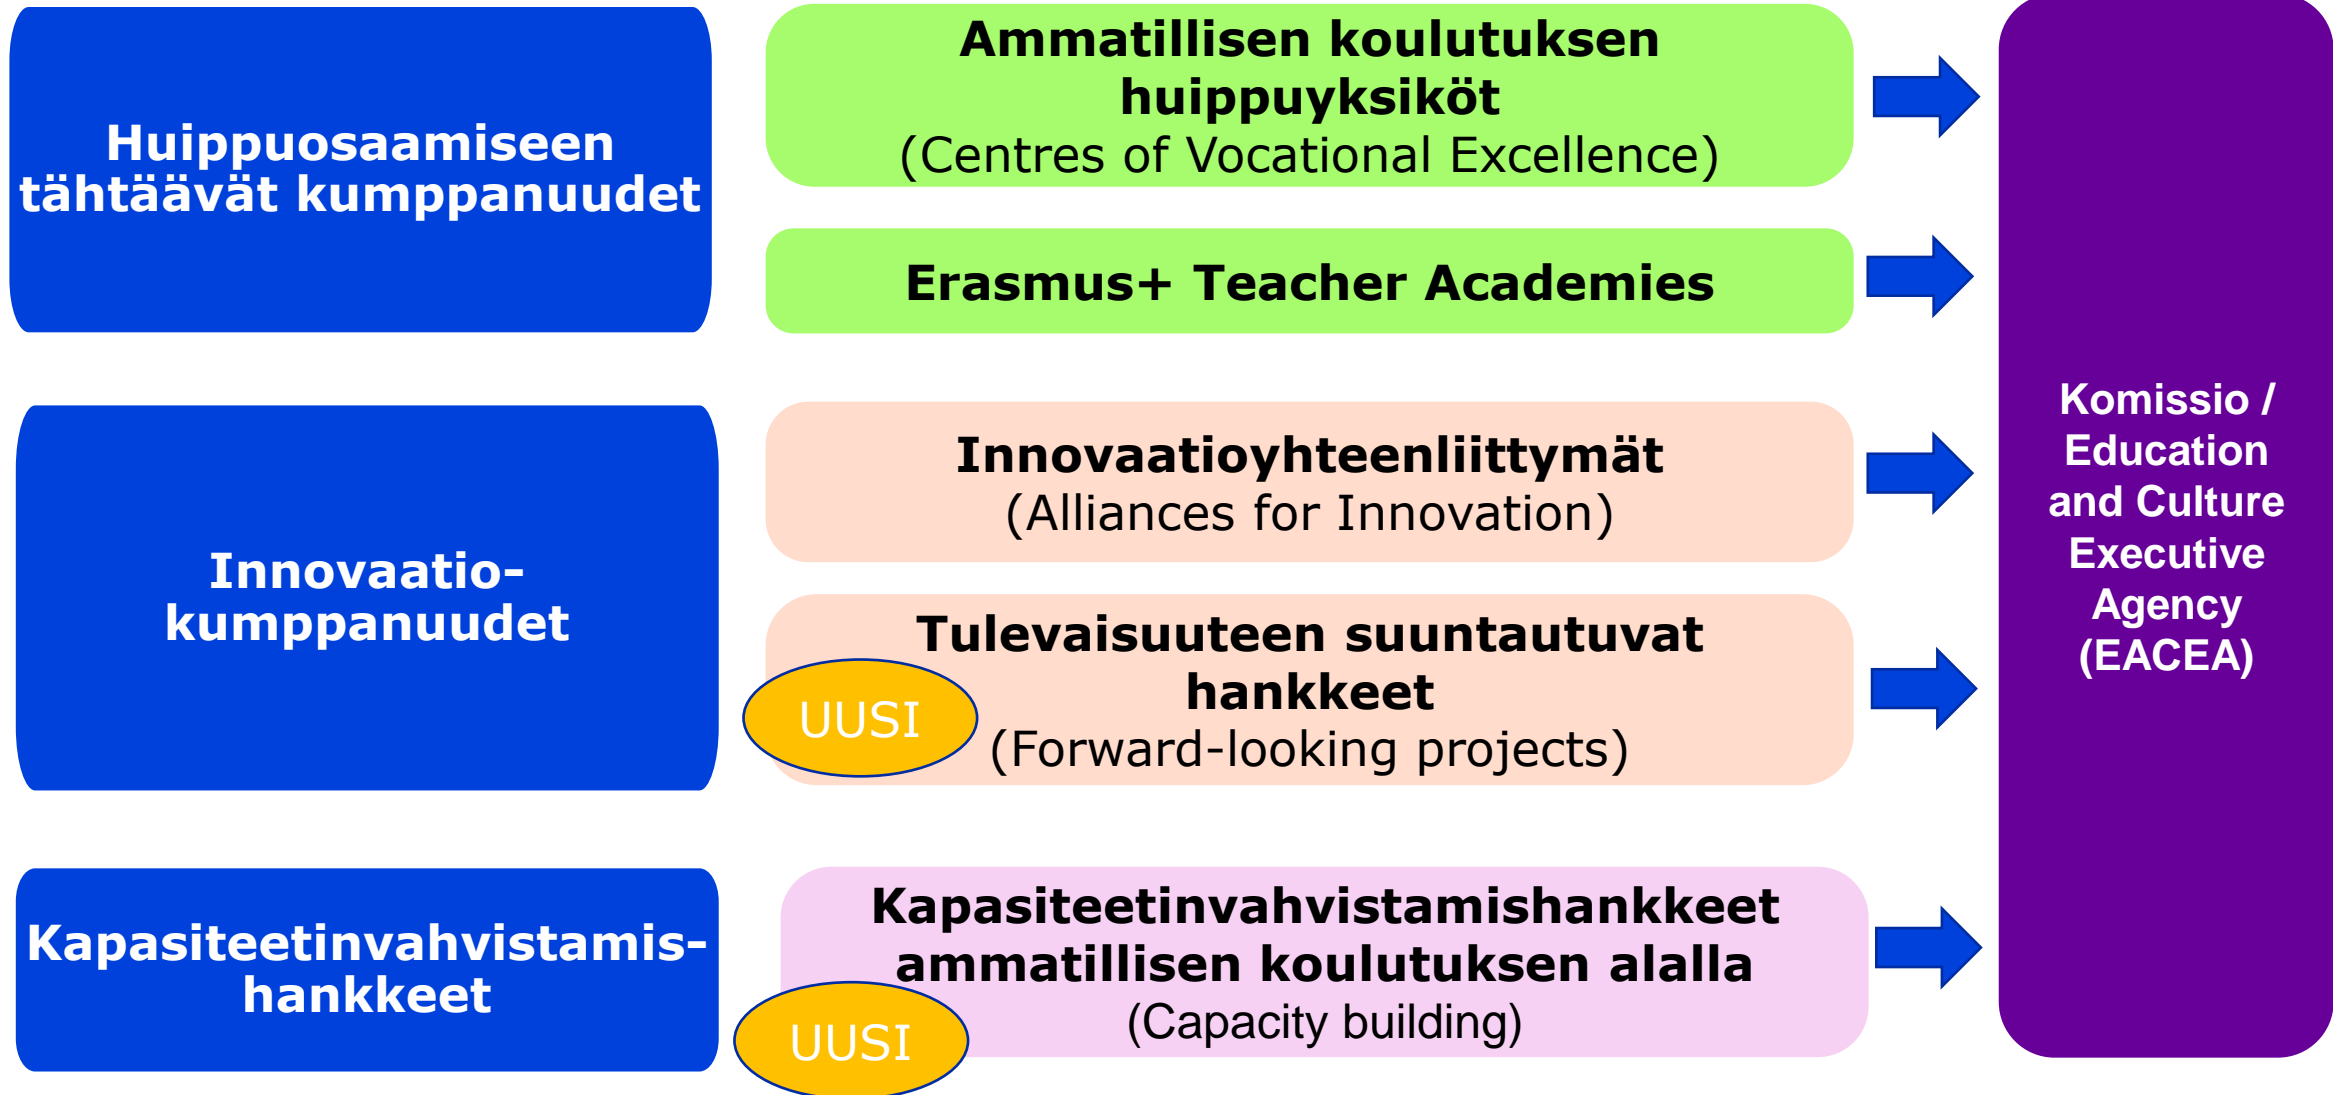 Huippuosaamiseen
tähtäävät kumppanuudet
Ammatillisen koulutuksen
huippuyksiköt
(Centres of Vocational Excellence)
Erasmus+ Teacher Academies
Innovaatio-
kumppanuudet
Innovaatioyhteenliittymät
(Alliances for Innovation)
Tulevaisuuteen suuntautuvat
hankkeet
(Forward-looking projects)
UUSI
Kapasiteetinvahvistamis-
hankkeet
Kapasiteetinvahvistamishankkeet
ammatillisen koulutuksen alalla
(Capacity building)
UUSI
Komissio /
Education
and Culture
Executive
Agency
(EACEA)